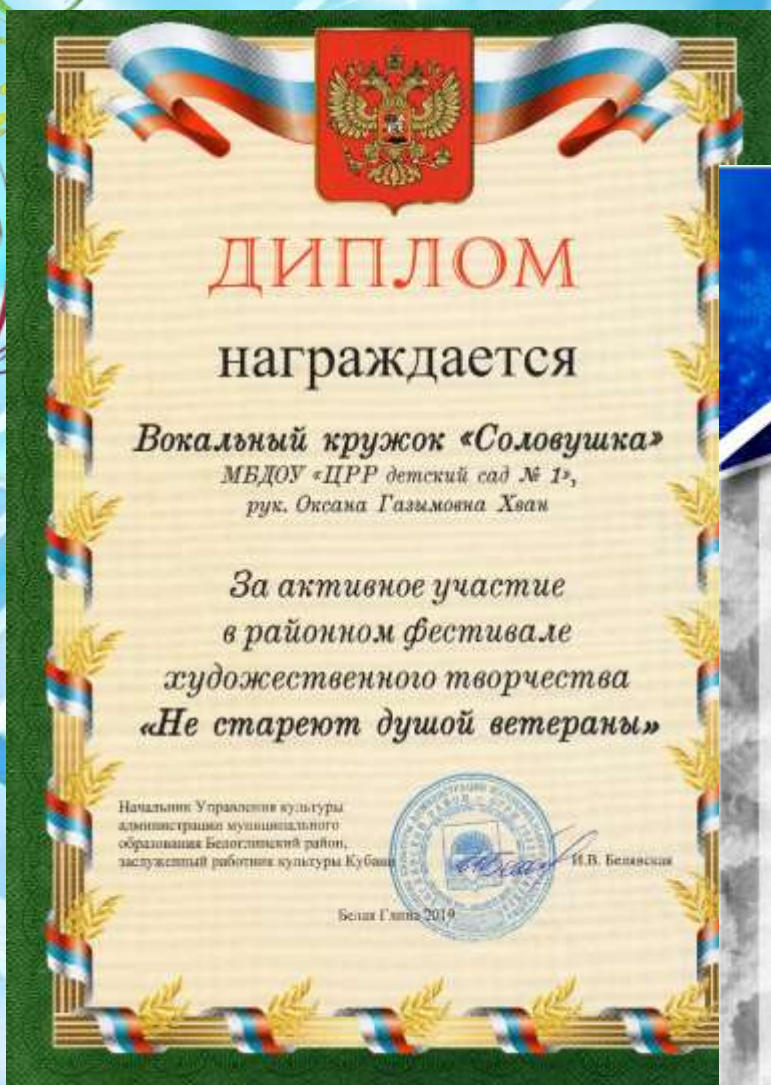 ДИПЛОМ
награждается
Вокальный кружок «Соловушка»
МБДОУ «ЦРР детский сад № 1»,
рук. Оксана Газымовна Хван
За активное участие
в районном фестивале
художественного творчества
«Не стареют душой ветераны»
Начальник Управления культуры
администрации муниципального
образования Белоглинский район,
заслуженный работник культуры Кубани
И.В. Белявская
Белая Глина 2019